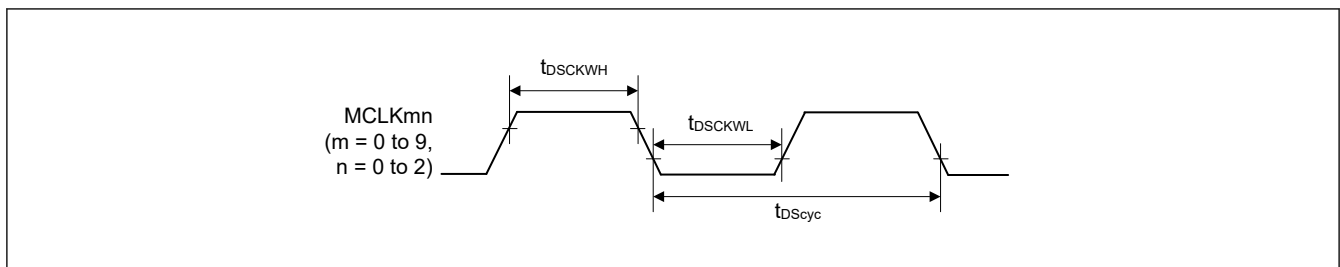 tDSCKWH
MCLKmn
(m = 0 to 9,
n = 0 to 2)
tDSCKWL
tDScyc